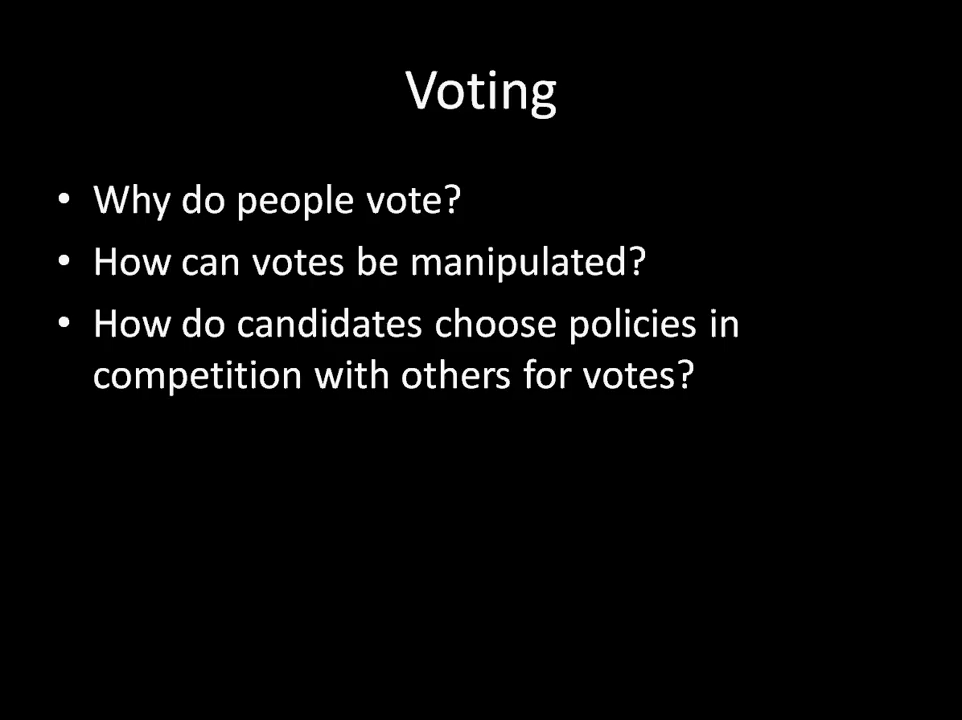 Voting
• Why do people vote?
• How can votes be manipulated?
• How do candidates choose policies in
competition with others for votes?